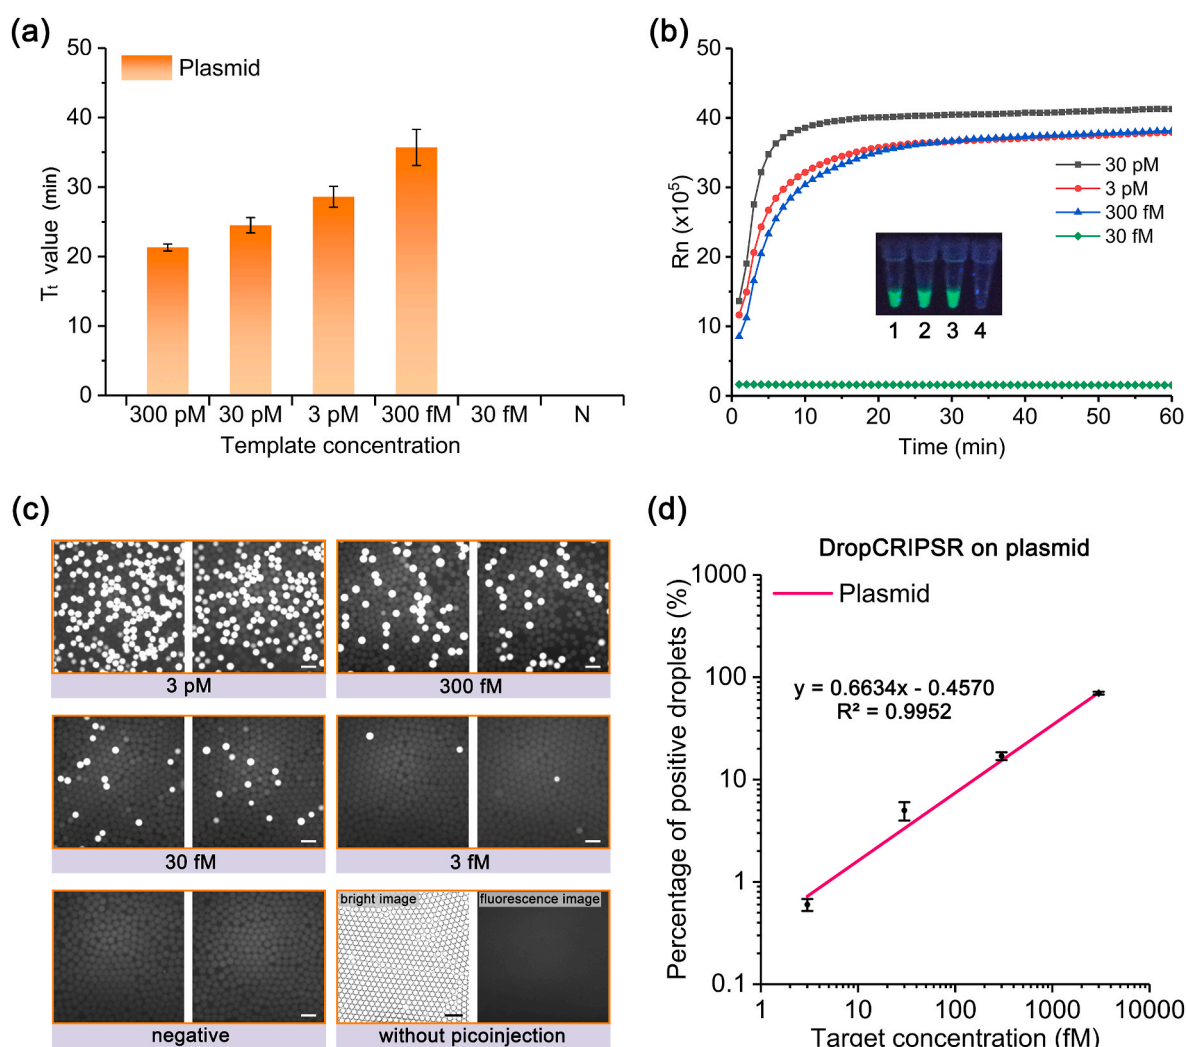 (a)
50
40
30
20
10
0
Tt value (min)
Plasmid
300 pM 30 pM 3 pM 300 fM 30 fM N
Template concentration
(b)
50
40
30
20
10
0
Rn (x10⁵)
30 pM
3 pM
300 fM
30 fM
1 2 3 4
0 10 20 30 40 50 60
Time (min)
(c)
3 pM
300 fM
30 fM
3 fM
bright image
fluorescence image
negative
without picoinjection
(d)
DropCRIPSR on plasmid
1000
100
10
1
0.1
Percentage of positive droplets (%)
Plasmid
y = 0.6634x - 0.4570
R² = 0.9952
1 10 100 1000 10000
Target concentration (fM)